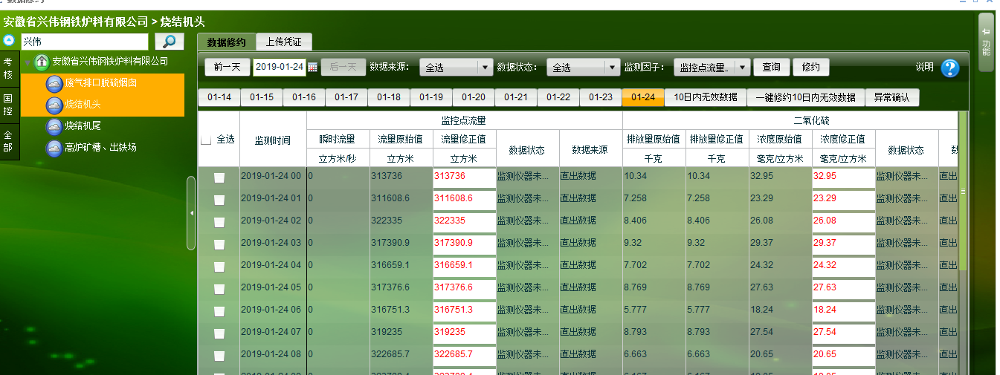 安徽省兴伟钢铁炉料有限公司 > 烧结机头
兴伟
数据修约 上传凭证
功能
考核
国控
全部
安徽省兴伟钢铁炉料有限公司
废气排口脱硫烟囱
烧结机头
烧结机尾
高炉矿槽、出铁场
前一天 2019-01-24 后一天 数据来源： 全选 数据状态： 全选 监测因子： 监控点流量. 查询 修约 说明
01-14 01-15 01-16 01-17 01-18 01-19 01-20 01-21 01-22 01-23 01-24 10日内无效数据 一键修约10日内无效数据 异常确认
监控点流量 二氧化硫
全选 监测时间 瞬时流量 流量原始值 流量修正值 数据状态 数据来源 排放量原始值 排放量修正值 浓度原始值 浓度修正值 数据状态
立方米/秒 立方米 立方米 千克 千克 毫克/立方米 毫克/立方米
2019-01-24 00 0 313736 313736 监测仪器未... 直出数据 10.34 10.34 32.95 32.95 监测仪器未... 直出
2019-01-24 01 0 311608.6 311608.6 监测仪器未... 直出数据 7.258 7.258 23.29 23.29 监测仪器未... 直出
2019-01-24 02 0 322335 322335 监测仪器未... 直出数据 8.406 8.406 26.08 26.08 监测仪器未... 直出
2019-01-24 03 0 317390.9 317390.9 监测仪器未... 直出数据 9.32 9.32 29.37 29.37 监测仪器未... 直出
2019-01-24 04 0 316659.1 316659.1 监测仪器未... 直出数据 7.702 7.702 24.32 24.32 监测仪器未... 直出
2019-01-24 05 0 317376.6 317376.6 监测仪器未... 直出数据 8.769 8.769 27.63 27.63 监测仪器未... 直出
2019-01-24 06 0 316751.3 316751.3 监测仪器未... 直出数据 5.777 5.777 18.24 18.24 监测仪器未... 直出
2019-01-24 07 0 319235 319235 监测仪器未... 直出数据 8.793 8.793 27.54 27.54 监测仪器未... 直出
2019-01-24 08 0 322685.7 322685.7 监测仪器未... 直出数据 6.663 6.663 20.65 20.65 监测仪器未... 直出